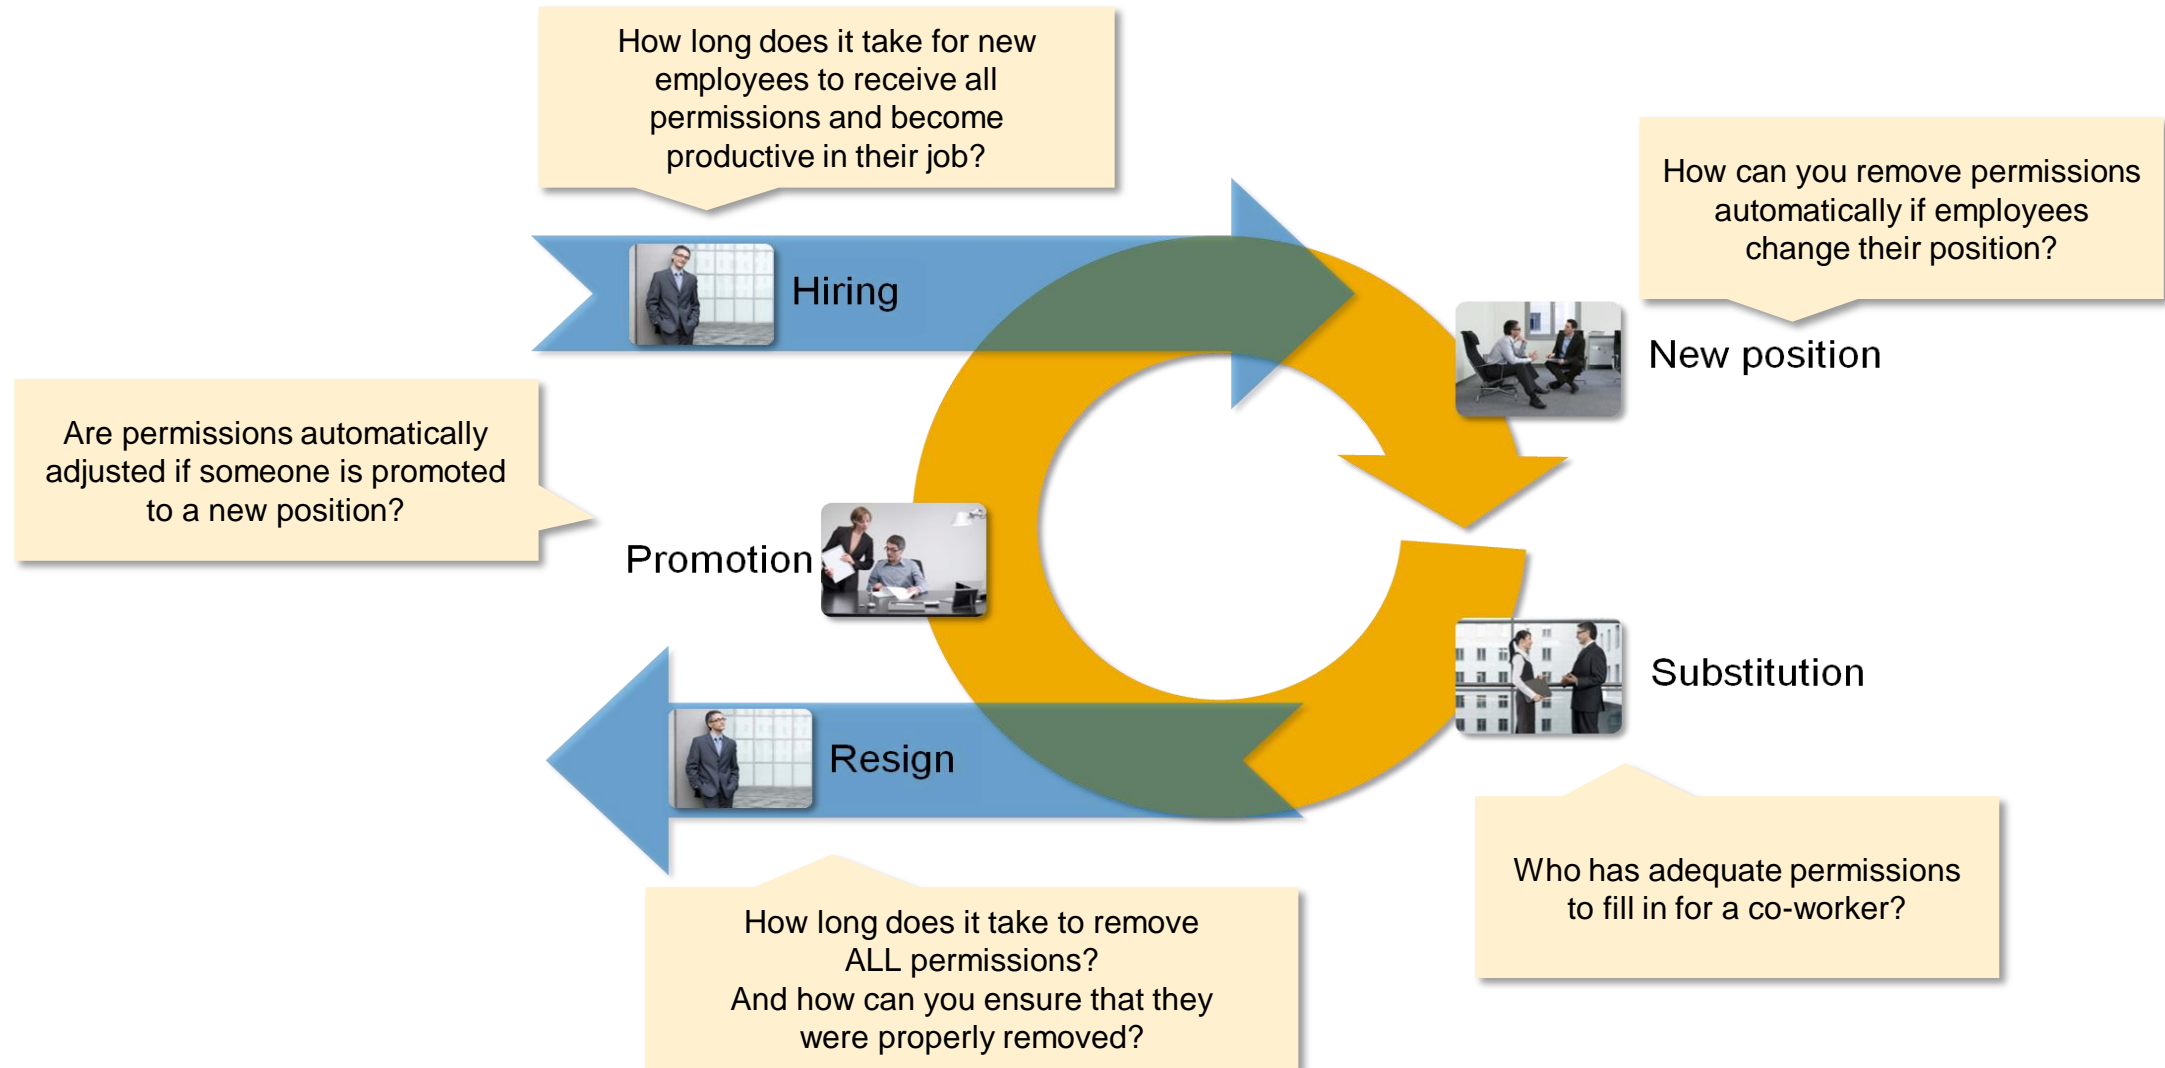 How long does it take for new
employees to receive all
permissions and become
productive in their job?
Hiring
How can you remove permissions
automatically if employees
change their position?
New position
Are permissions automatically
adjusted if someone is promoted
to a new position?
Promotion
Substitution
Resign
Who has adequate permissions
to fill in for a co-worker?
How long does it take to remove
ALL permissions?
And how can you ensure that they
were properly removed?